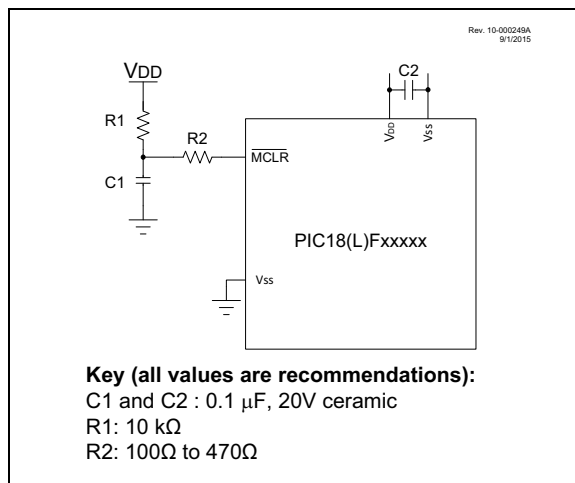 Rev. 10-000249A
9/1/2015
VDD
C2
R1
R2
VDD
Vss
MCLR
C1
PIC18(L)Fxxxxx
Vss
Key (all values are recommendations):
C1 and C2 : 0.1 μF, 20V ceramic
R1: 10 kΩ
R2: 100Ω to 470Ω